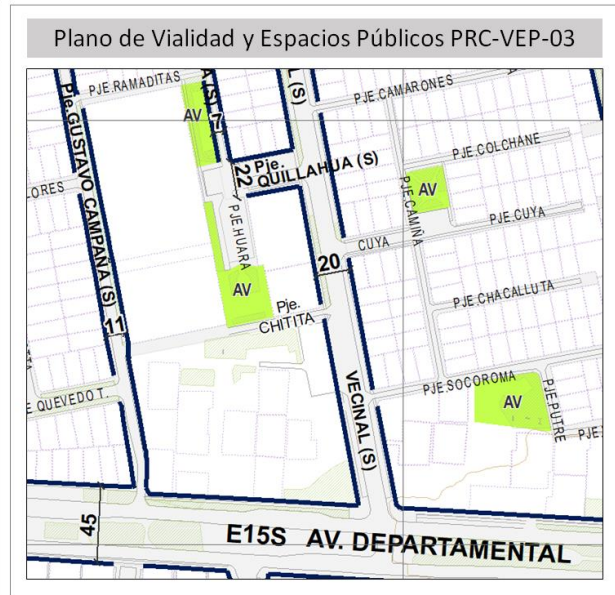 Plano de Vialidad y Espacios Públicos PRC-VEP-03
PJE.RAMADITAS
AV
A (S)
7
L (S)
PJE.CAMARONES
PJE.COLCHANE
Pje.GUSTAVO CAMPAÑA (S)
22
Pje.
QUILLAHUA (S)
AV
PJE.CAMIÑA
PJE.CUYA
LORES
PJE.HUARA
CUYA
20
AV
Pje.
CHITITA
PJE.CHACALLUTA
11
VECINAL (S)
PJE.SOCOROMA
AV
PJE.PUTRE
E QUEVEDO T.
PJE.S
45
E15S AV. DEPARTAMENTAL